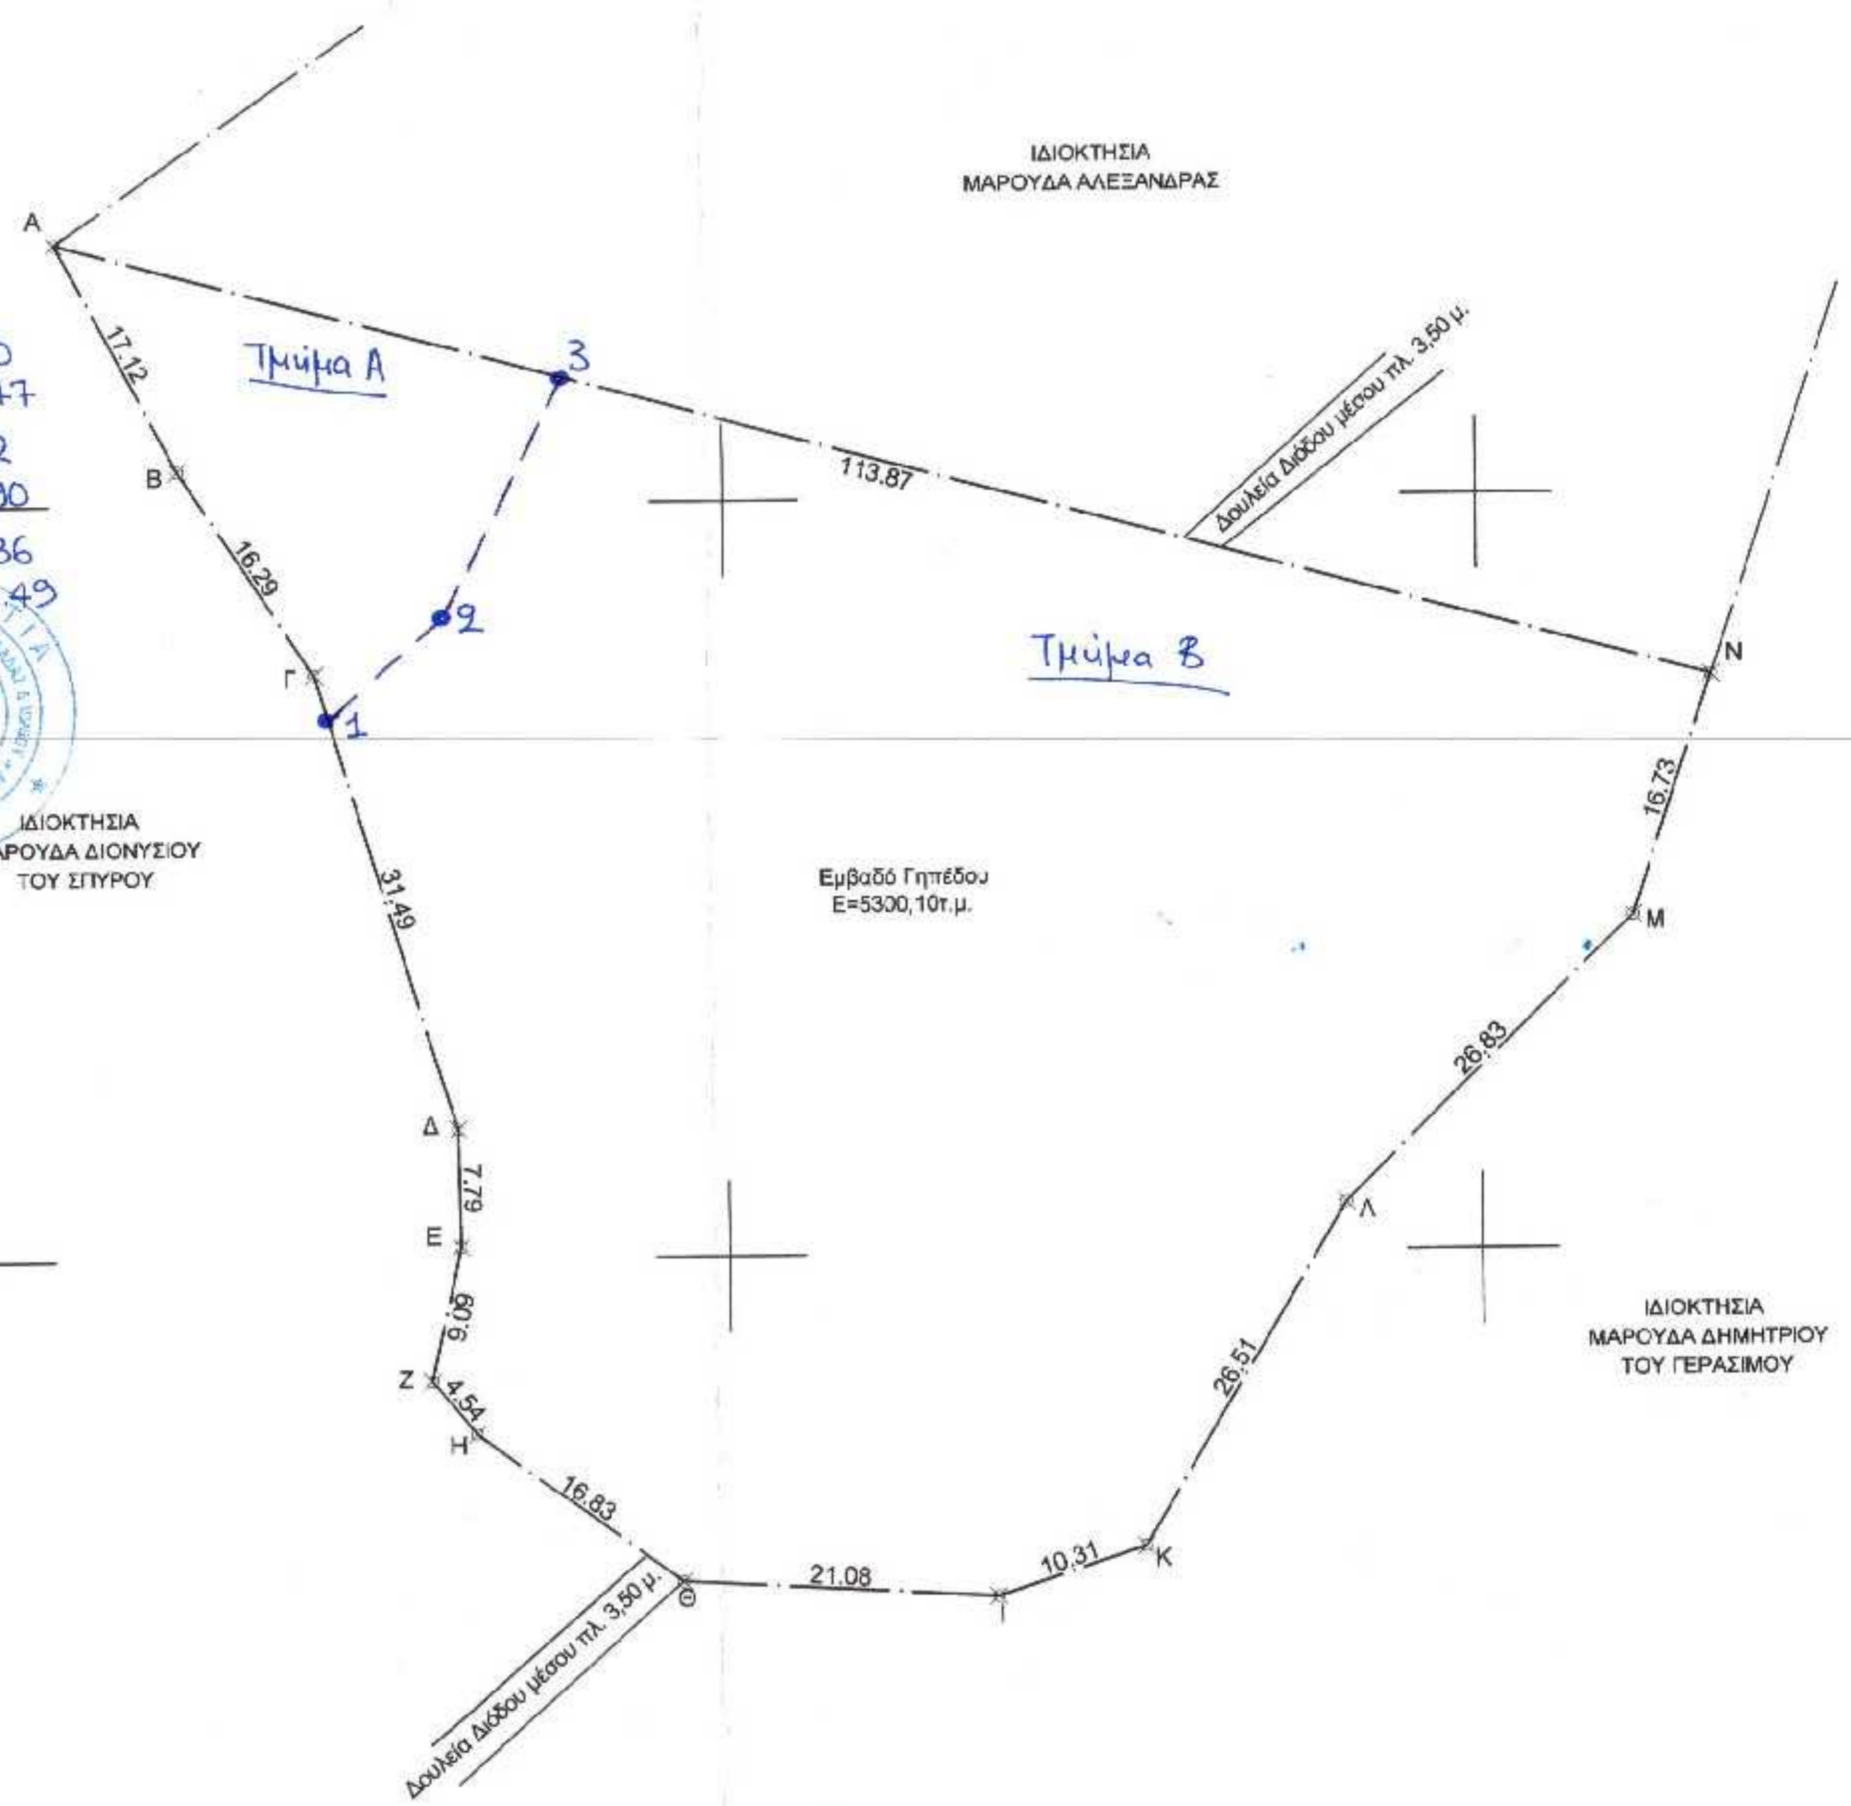 ΙΔΙΟΚΤΗΣΙΑ
ΜΑΡΟΥΔΑ ΑΛΕΞΑΝΔΡΑΣ
Α
17.12
Τμήμα Α
3
Δουλεία Διόδου μέσου πλ. 3,50 μ.
113.87
Β
16.29
2
Τμήμα Β
Ν
Γ
1
16.73
ΙΔΙΟΚΤΗΣΙΑ
ΑΡΟΥΔΑ ΔΙΟΝΥΣΙΟΥ
ΤΟΥ ΣΠΥΡΟΥ
31,49
Εμβαδό Γηπέδου
Ε=5300,10τ.μ.
Μ
26,83
Δ
7.79
Ε
Λ
9.09
ΙΔΙΟΚΤΗΣΙΑ
ΜΑΡΟΥΔΑ ΔΗΜΗΤΡΙΟΥ
ΤΟΥ ΓΕΡΑΣΙΜΟΥ
26,51
Ζ
4.54
Η
16.83
10,31
Κ
21.08
Θ
Ι
Δουλεία Διόδου μέσου πλ. 3,50 μ.